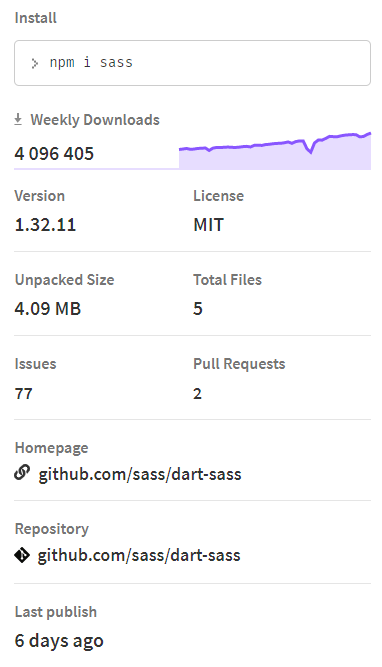 Install
> npm i sass
Weekly Downloads
4 096 405
Version
License
1.32.11
MIT
Unpacked Size
Total Files
4.09 MB
5
Issues
Pull Requests
77
2
Homepage
github.com/sass/dart-sass
Repository
github.com/sass/dart-sass
Last publish
6 days ago